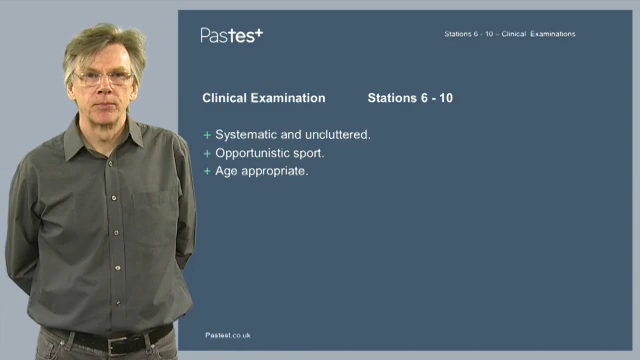 Pastest
Stations 6 - 10 – Clinical Examinations
Clinical Examination Stations 6 - 10
+ Systematic and uncluttered.
+ Opportunistic sport.
+ Age appropriate.
Pastest.co.uk